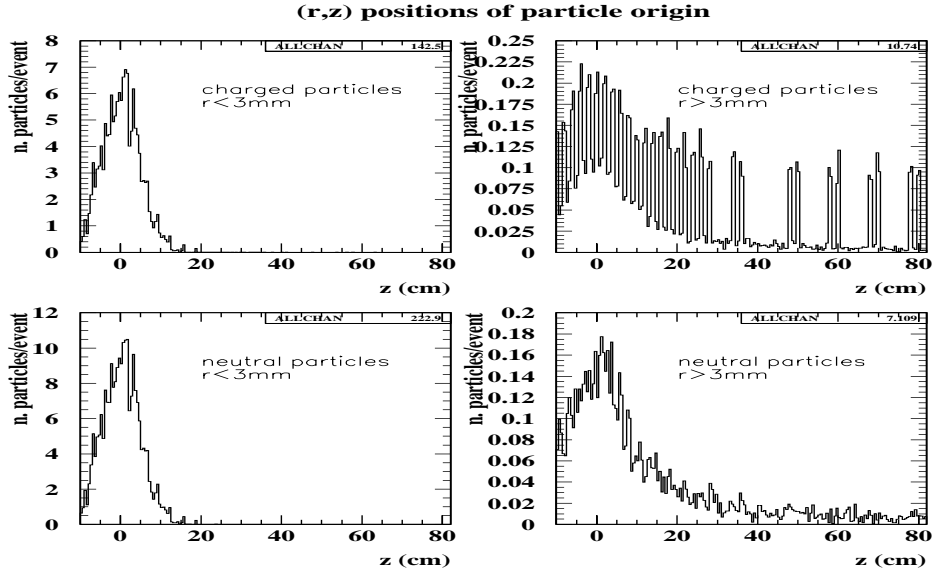 (r,z) positions of particle origin
n. particles/event
8
7
6
5
4
3
2
1
0
ALLCHAN 142.5
charged particles
r<3mm
0 20 40 60 80
z (cm)
n. particles/event
0.25
0.225
0.2
0.175
0.15
0.125
0.1
0.075
0.05
0.025
0
ALLCHAN 10.74
charged particles
r>3mm
0 20 40 60 80
z (cm)
n. particles/event
12
10
8
6
4
2
0
ALLCHAN 222.9
neutral particles
r<3mm
0 20 40 60 80
z (cm)
n. particles/event
0.2
0.18
0.16
0.14
0.12
0.1
0.08
0.06
0.04
0.02
0
ALLCHAN 7.109
neutral particles
r>3mm
0 20 40 60 80
z (cm)